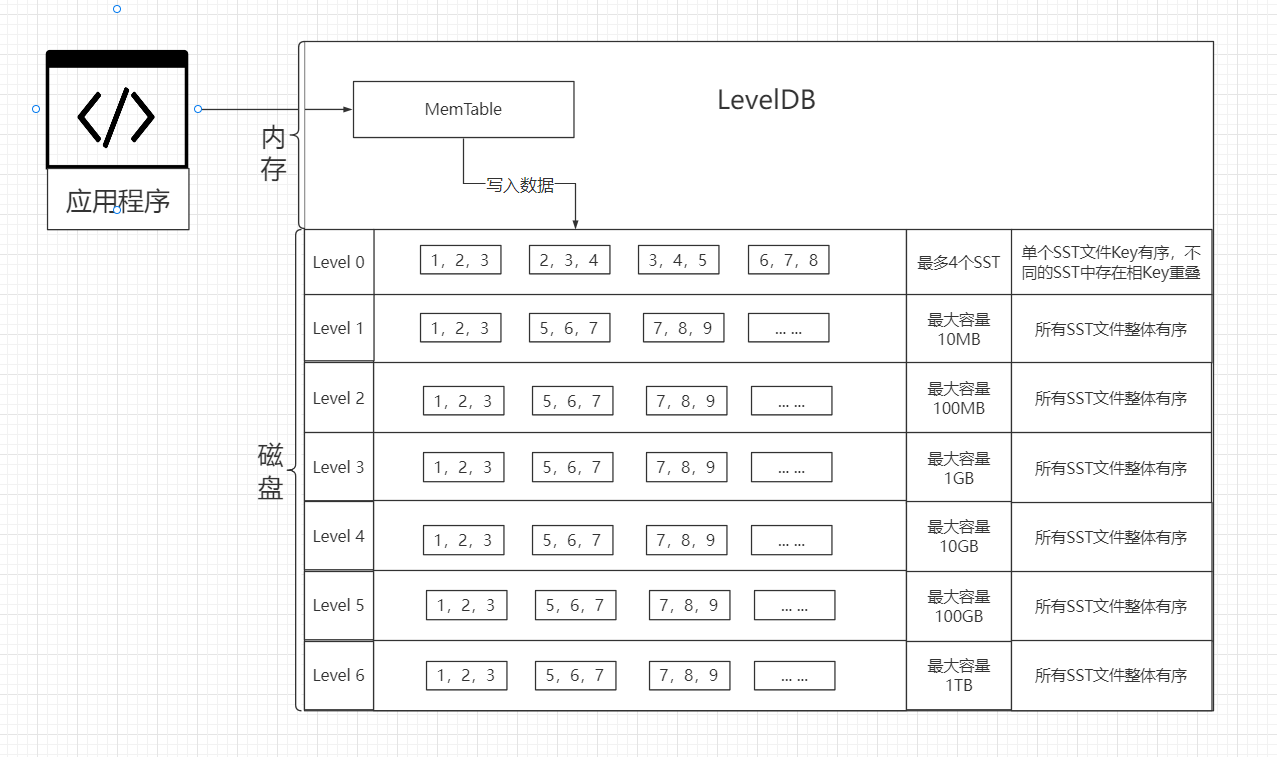 LevelDB
MemTable
内
存
应用程序
写入数据
Level 0
1，2，3
2，3，4
3，4，5
6，7，8
最多4个SST
单个SST文件Key有序，不
同的SST中存在相Key重叠
Level 1
1，2，3
5，6，7
7，8，9
... ...
最大容量
10MB
所有SST文件整体有序
Level 2
1，2，3
5，6，7
7，8，9
... ...
最大容量
100MB
所有SST文件整体有序
磁
盘
Level 3
1，2，3
5，6，7
7，8，9
... ...
最大容量
1GB
所有SST文件整体有序
Level 4
1，2，3
5，6，7
7，8，9
... ...
最大容量
10GB
所有SST文件整体有序
Level 5
1，2，3
5，6，7
7，8，9
... ...
最大容量
100GB
所有SST文件整体有序
Level 6
1，2，3
5，6，7
7，8，9
... ...
最大容量
1TB
所有SST文件整体有序